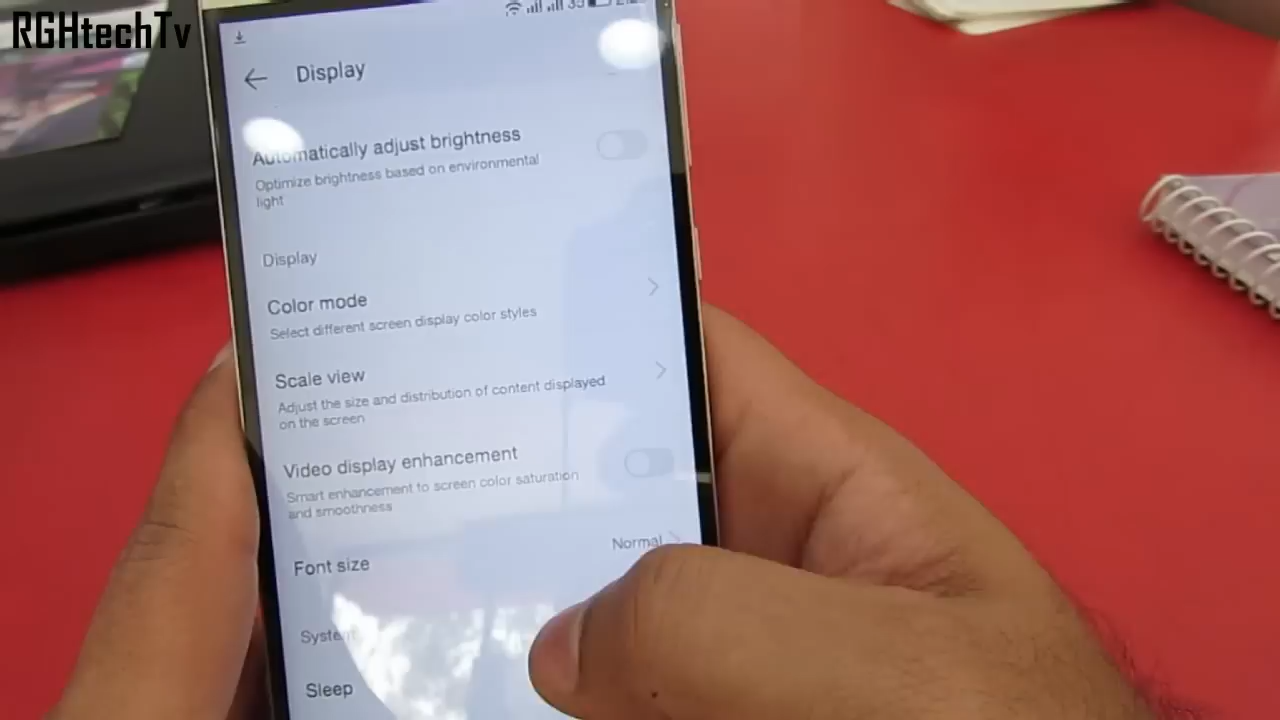 RGHtechTv
Display
Automatically adjust brightness
Optimize brightness based on environmental
light
Display
Color mode
Select different screen display color styles
Scale view
Adjust the size and distribution of content displayed
on the screen
Video display enhancement
Smart enhancement to screen color saturation
and smoothness
Normal
Font size
System
Sleep